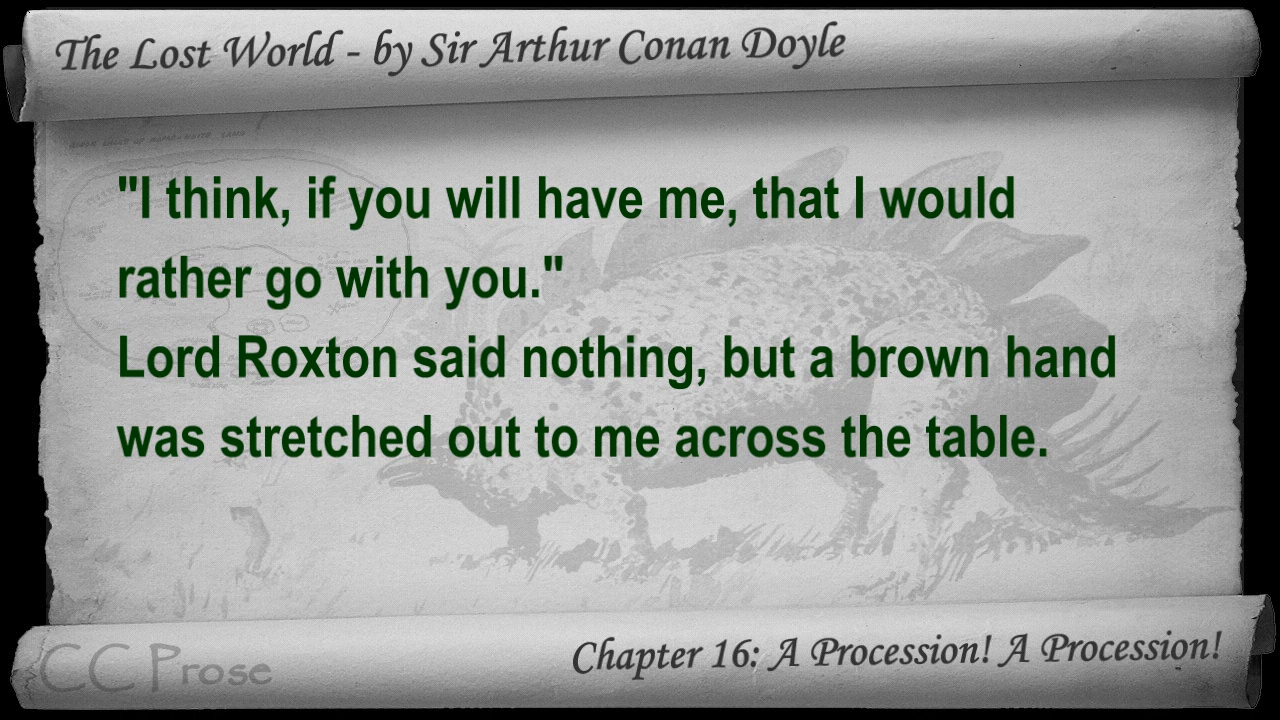 The Lost World - by Sir Arthur Conan Doyle
"I think, if you will have me, that I would
rather go with you."
Lord Roxton said nothing, but a brown hand
was stretched out to me across the table.
CC Prose
Chapter 16: A Procession! A Procession!